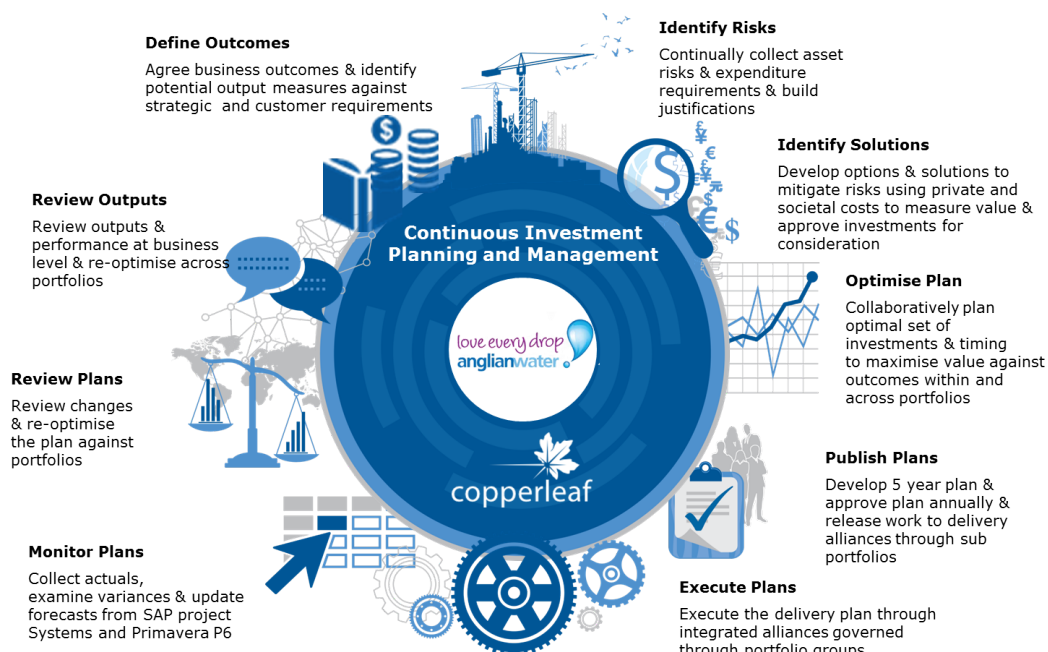 Define Outcomes
Agree business outcomes & identify
potential output measures against
strategic and customer requirements
Identify Risks
Continually collect asset
risks & expenditure
requirements & build
justifications
Identify Solutions
Develop options & solutions to
mitigate risks using private and
societal costs to measure value &
approve investments for
consideration
Optimise Plan
Collaboratively plan
optimal set of
investments & timing
to maximise value against
outcomes within and
across portfolios
Publish Plans
Develop 5 year plan &
approve plan annually &
release work to delivery
alliances through sub
portfolios
Execute Plans
Execute the delivery plan through
integrated alliances governed
through portfolio groups
Monitor Plans
Collect actuals,
examine variances & update
forecasts from SAP project
Systems and Primavera P6
Review Plans
Review changes
& re-optimise
the plan against
portfolios
Review Outputs
Review outputs &
performance at business
level & re-optimise across
portfolios
Continuous Investment
Planning and Management
love every drop
anglianwater
copperleaf